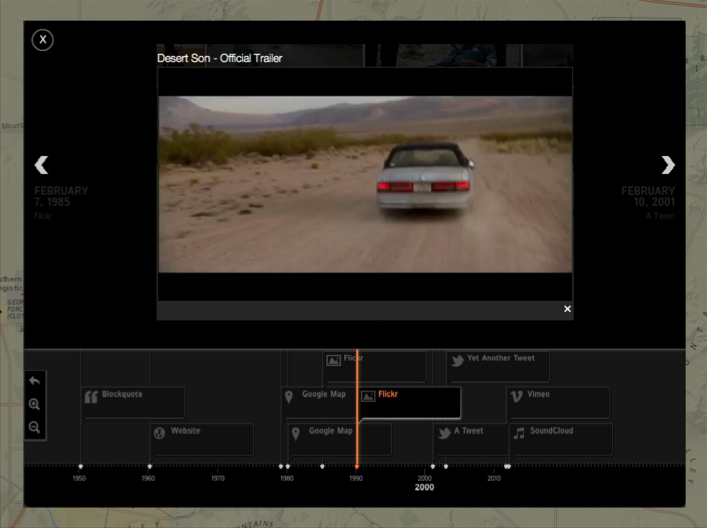 X
Desert Son - Official Trailer
FEBRUARY
7, 1985
Flickr
FEBRUARY
10, 2001
A Tweet
Flickr
Yet Another Tweet
Blockquote
Google Map
Flickr
Vimeo
Website
Google Map
A Tweet
SoundCloud
1950
1960
1970
1980
1990
2000
2010
2000